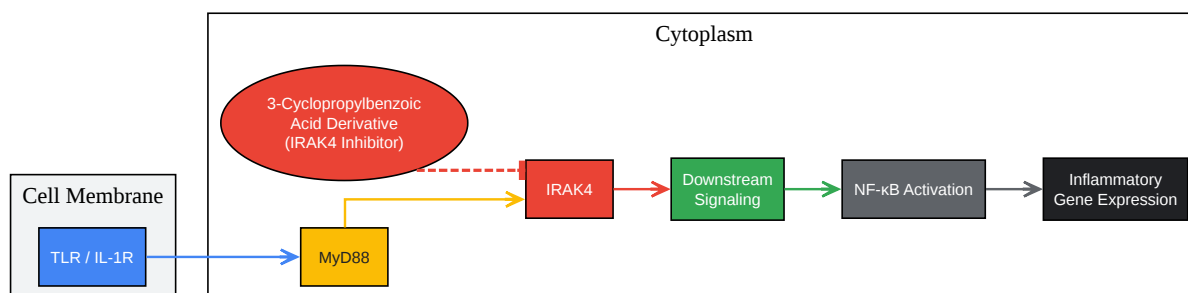 Cytoplasm
3-Cyclopropylbenzoic
Acid Derivative
(IRAK4 Inhibitor)
IRAK4
Downstream
Signaling
NF-κB Activation
Inflammatory
Gene Expression
Cell Membrane
TLR / IL-1R
MyD88